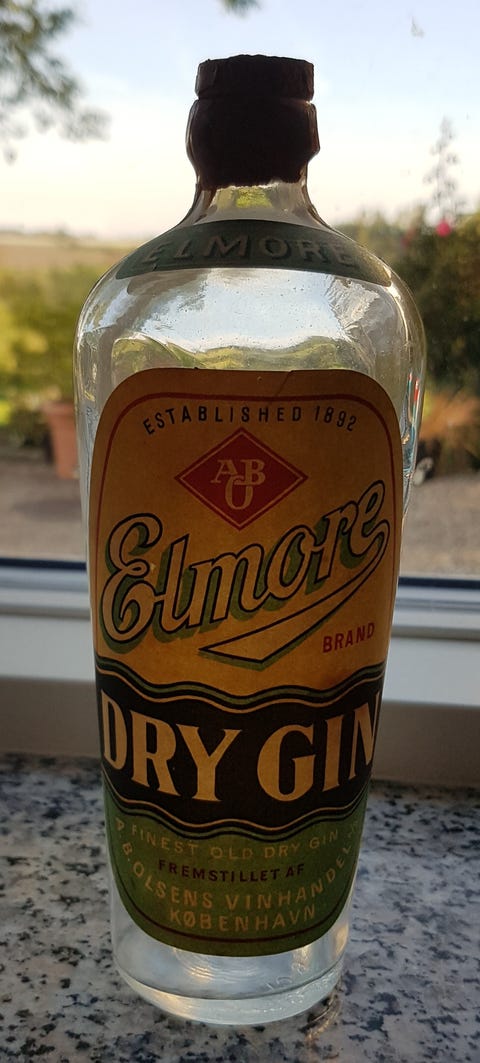 ELMORE
ESTABLISHED 1892
ABO
Elmore
BRAND
DRY GIN
FINEST OLD DRY GIN
FREMSTILLET AF
B. OLSENS VINHANDEL
KØBENHAVN